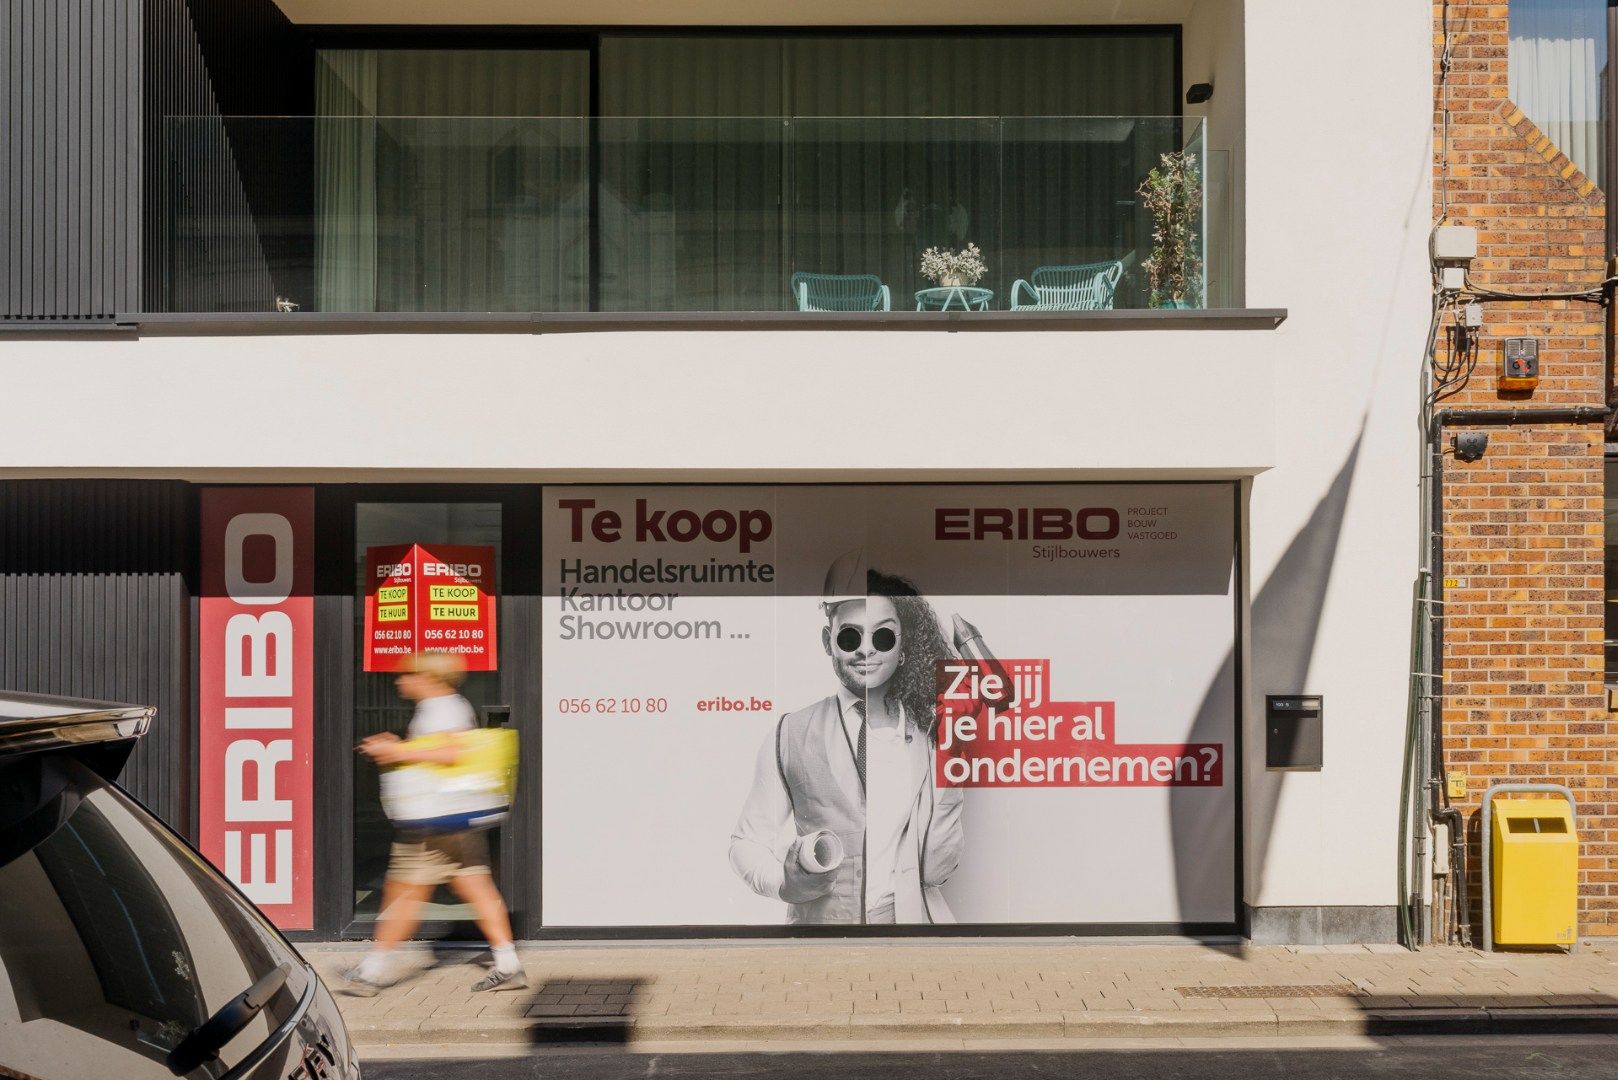 ERIBO
ERIBO
Stijlbouwers
TE KOOP
TE HUUR
056 62 10 80
www.eribo.be
ERIBO
Stijlbouwers
TE KOOP
TE HUUR
056 62 10 80
www.eribo.be
Te koop
Handelsruimte
Kantoor
Showroom ...
056 62 10 80
eribo.be
ERIBO
PROJECT
BOUW
VASTGOED
Stijlbouwers
Zie jij
je hier al
ondernemen?